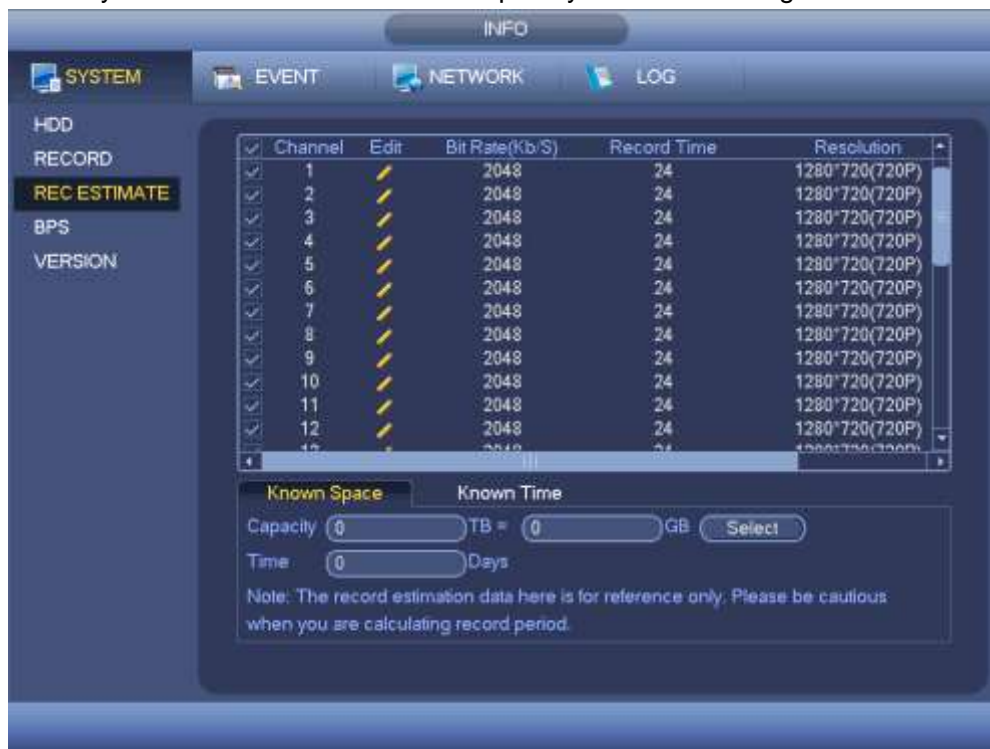 INFO
SYSTEM EVENT NETWORK LOG
HDD
RECORD
REC ESTIMATE
BPS
VERSION
Channel Edit Bit Rate(Kb/S) Record Time Resolution
1 2048 24 1280*720(720P)
2 2048 24 1280*720(720P)
3 2048 24 1280*720(720P)
4 2048 24 1280*720(720P)
5 2048 24 1280*720(720P)
6 2048 24 1280*720(720P)
7 2048 24 1280*720(720P)
8 2048 24 1280*720(720P)
9 2048 24 1280*720(720P)
10 2048 24 1280*720(720P)
11 2048 24 1280*720(720P)
12 2048 24 1280*720(720P)
Known Space Known Time
Capacity 0 TB = 0 GB Select
Time 0 Days
Note: The record estimation data here is for reference only. Please be cautious
when you are calculating record period.